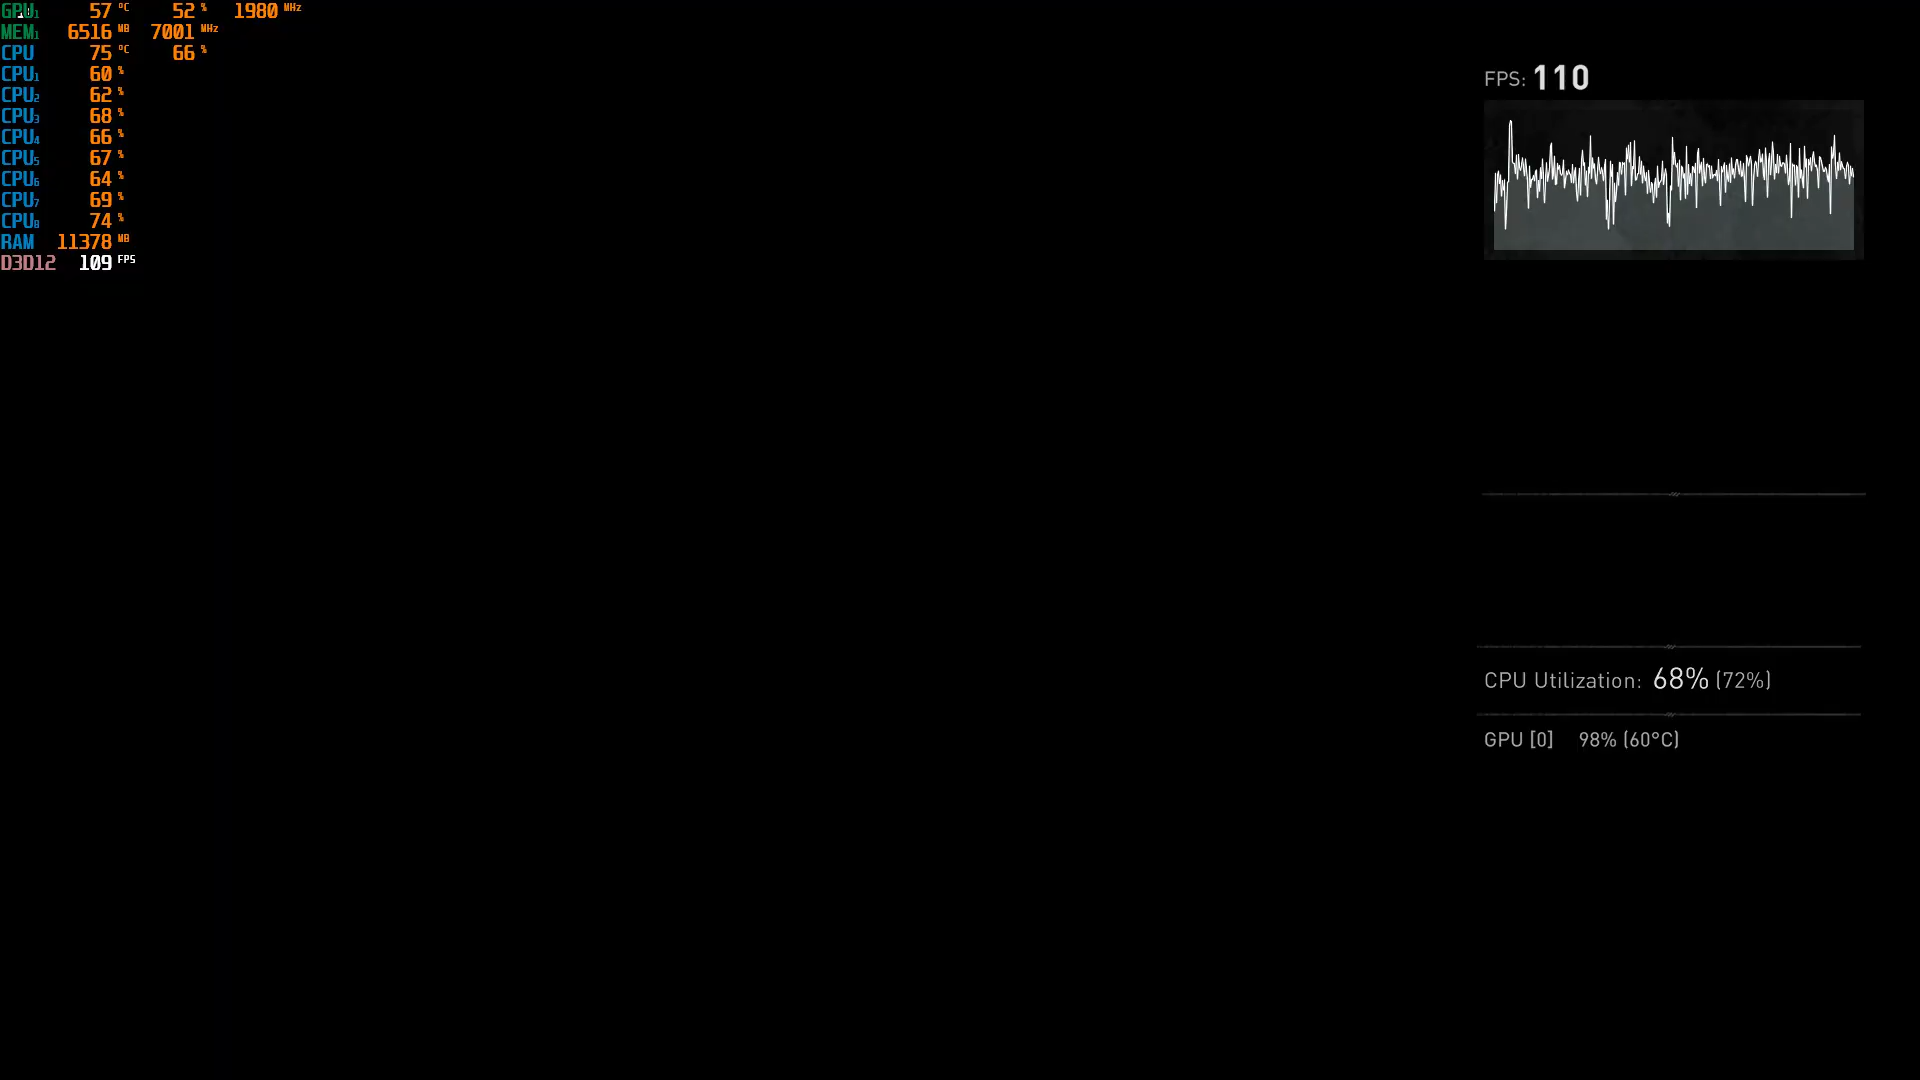 GPU1 57 °C 52 % 1980 MHz
MEM1 6516 MB 7001 MHz
CPU 75 °C 66 %
CPU1 60 %
CPU2 62 %
CPU3 68 %
CPU4 66 %
CPU5 67 %
CPU6 64 %
CPU7 69 %
CPU8 74 %
RAM 11378 MB
D3D12 109 FPS
FPS: 110
CPU Utilization: 68% (72%)
GPU [0] 98% (60°C)